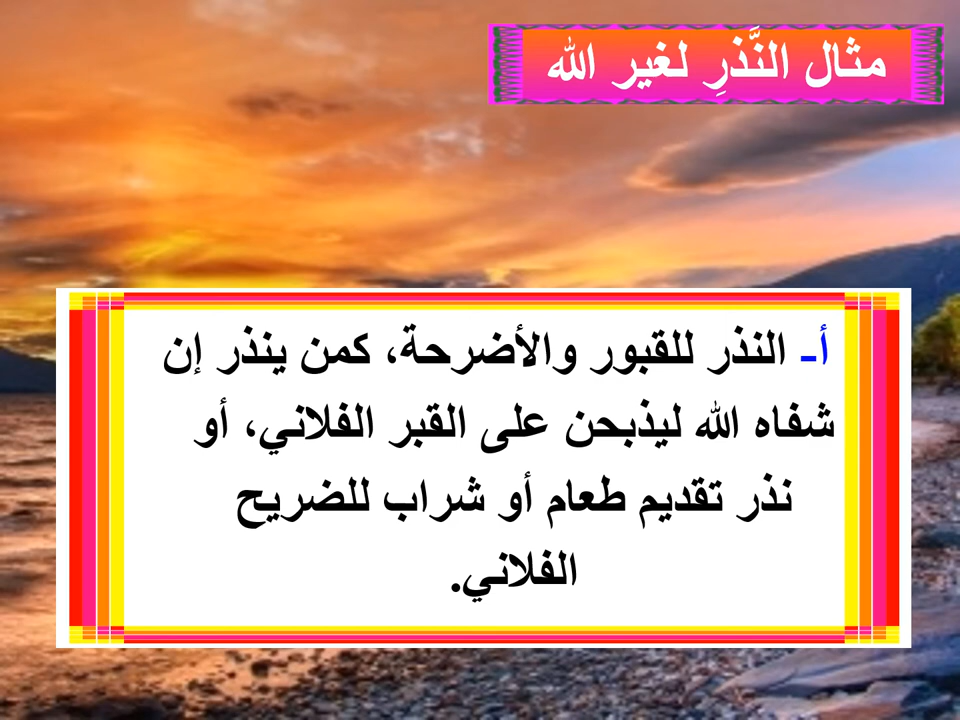 مثال النَّذرِ لغير الله
أ- النذر للقبور والأضرحة، كمن ينذر إن
شفاه الله ليذبحن على القبر الفلاني، أو
نذر تقديم طعام أو شراب للضريح
الفلاني.